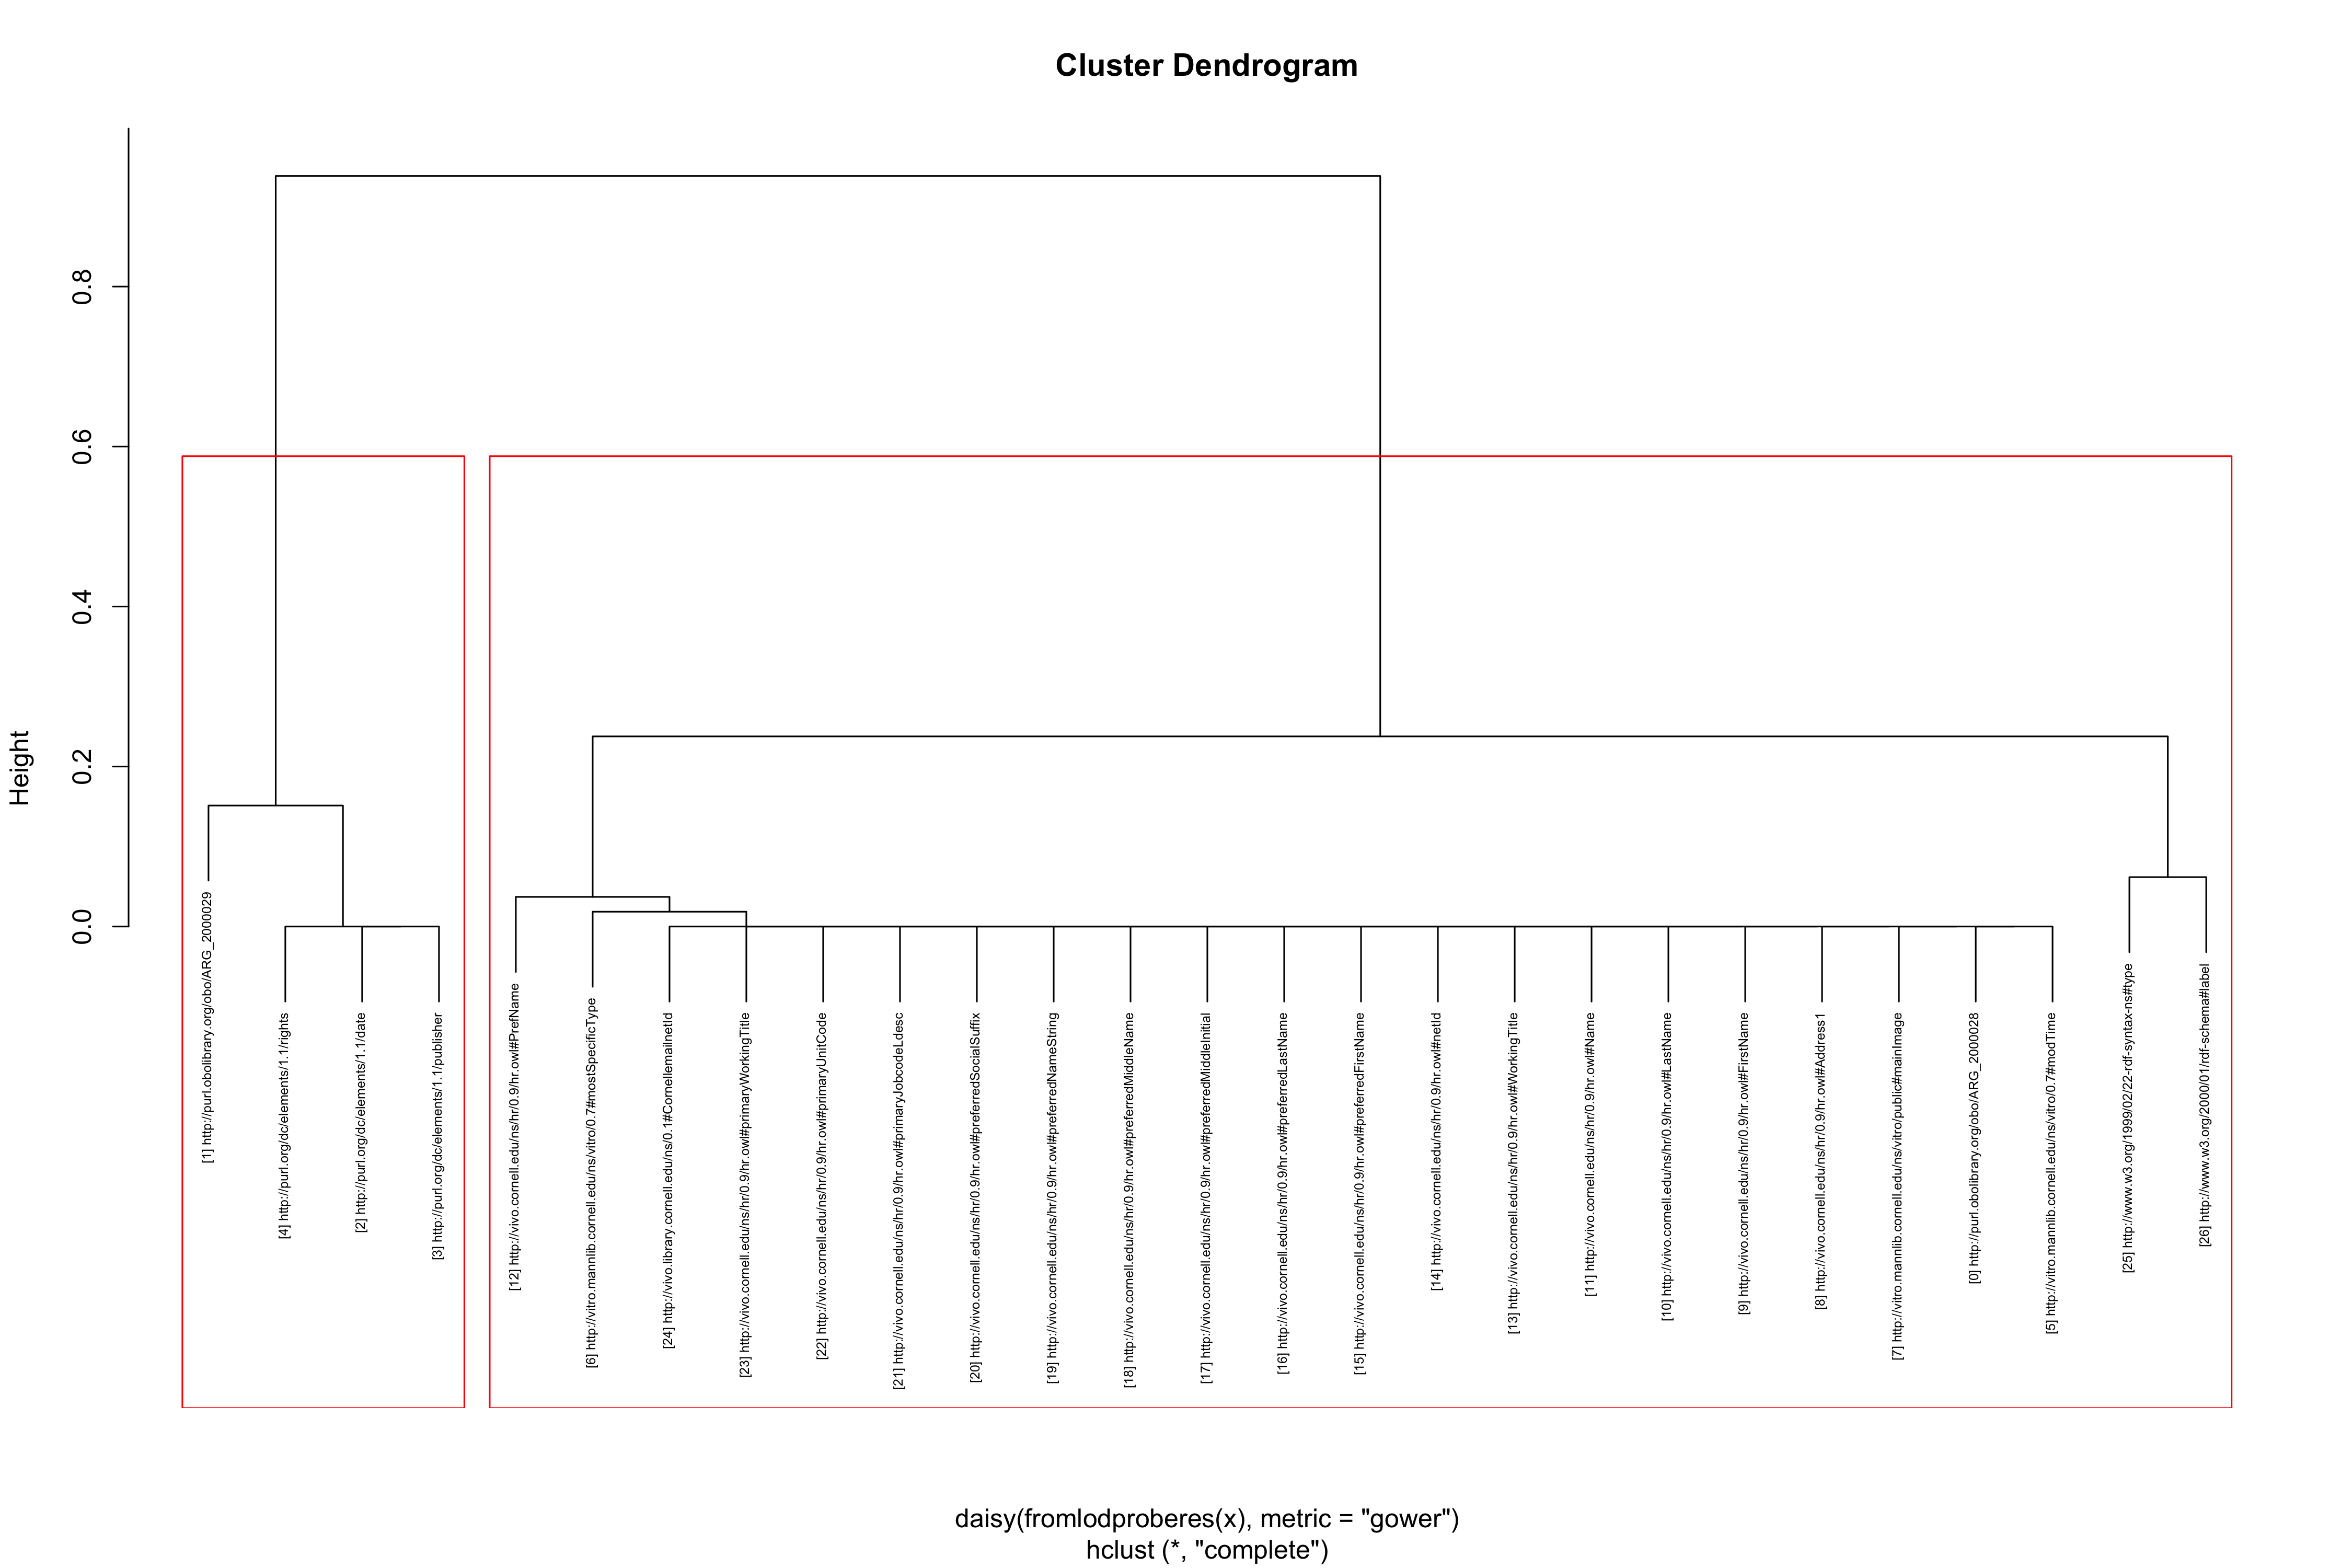 Cluster Dendrogram
Height
0.0
0.2
0.4
0.6
0.8
[1] http://purl.obolibrary.org/obo/ARG_2000029
[4] http://purl.org/dc/elements/1.1/rights
[2] http://purl.org/dc/elements/1.1/date
[3] http://purl.org/dc/elements/1.1/publisher
[12] http://vivo.cornell.edu/ns/hr/0.9/hr.owl#PrefName
[6] http://vitro.mannlib.cornell.edu/ns/vitro/0.7#mostSpecificType
[24] http://vivo.library.cornell.edu/ns/0.1#CornellemailnetId
[23] http://vivo.cornell.edu/ns/hr/0.9/hr.owl#primaryWorkingTitle
[22] http://vivo.cornell.edu/ns/hr/0.9/hr.owl#primaryUnitCode
[21] http://vivo.cornell.edu/ns/hr/0.9/hr.owl#primaryJobcodeLdesc
[20] http://vivo.cornell.edu/ns/hr/0.9/hr.owl#preferredSocialSuffix
[19] http://vivo.cornell.edu/ns/hr/0.9/hr.owl#preferredNameString
[18] http://vivo.cornell.edu/ns/hr/0.9/hr.owl#preferredMiddleName
[17] http://vivo.cornell.edu/ns/hr/0.9/hr.owl#preferredMiddleInitial
[16] http://vivo.cornell.edu/ns/hr/0.9/hr.owl#preferredLastName
[15] http://vivo.cornell.edu/ns/hr/0.9/hr.owl#preferredFirstName
[14] http://vivo.cornell.edu/ns/hr/0.9/hr.owl#netId
[13] http://vivo.cornell.edu/ns/hr/0.9/hr.owl#WorkingTitle
[11] http://vivo.cornell.edu/ns/hr/0.9/hr.owl#Name
[10] http://vivo.cornell.edu/ns/hr/0.9/hr.owl#LastName
[9] http://vivo.cornell.edu/ns/hr/0.9/hr.owl#FirstName
[8] http://vivo.cornell.edu/ns/hr/0.9/hr.owl#Address1
[7] http://vitro.mannlib.cornell.edu/ns/vitro/public#mainImage
[0] http://purl.obolibrary.org/obo/ARG_2000028
[5] http://vitro.mannlib.cornell.edu/ns/vitro/0.7#modTime
[25] http://www.w3.org/1999/02/22-rdf-syntax-ns#type
[26] http://www.w3.org/2000/01/rdf-schema#label
daisy(fromlodproberes(x), metric = "gower")
hclust (*, "complete")